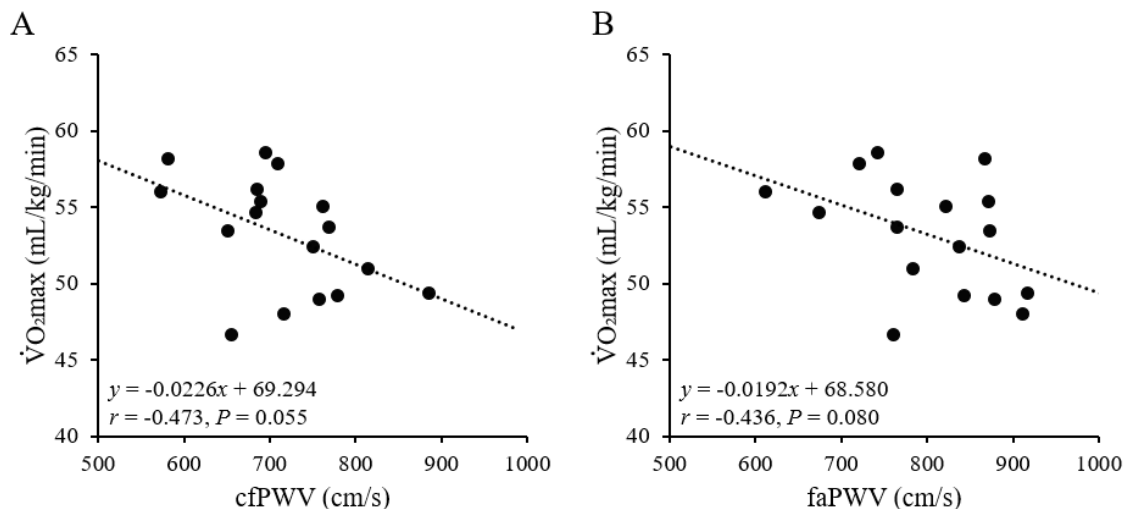 A
65
60
55
50
45
40
V̇O₂max (mL/kg/min)
y = -0.0226x + 69.294
r = -0.473, P = 0.055
500 600 700 800 900 1000
cfPWV (cm/s)
B
65
60
55
50
45
40
V̇O₂max (mL/kg/min)
y = -0.0192x + 68.580
r = -0.436, P = 0.080
500 600 700 800 900 1000
faPWV (cm/s)